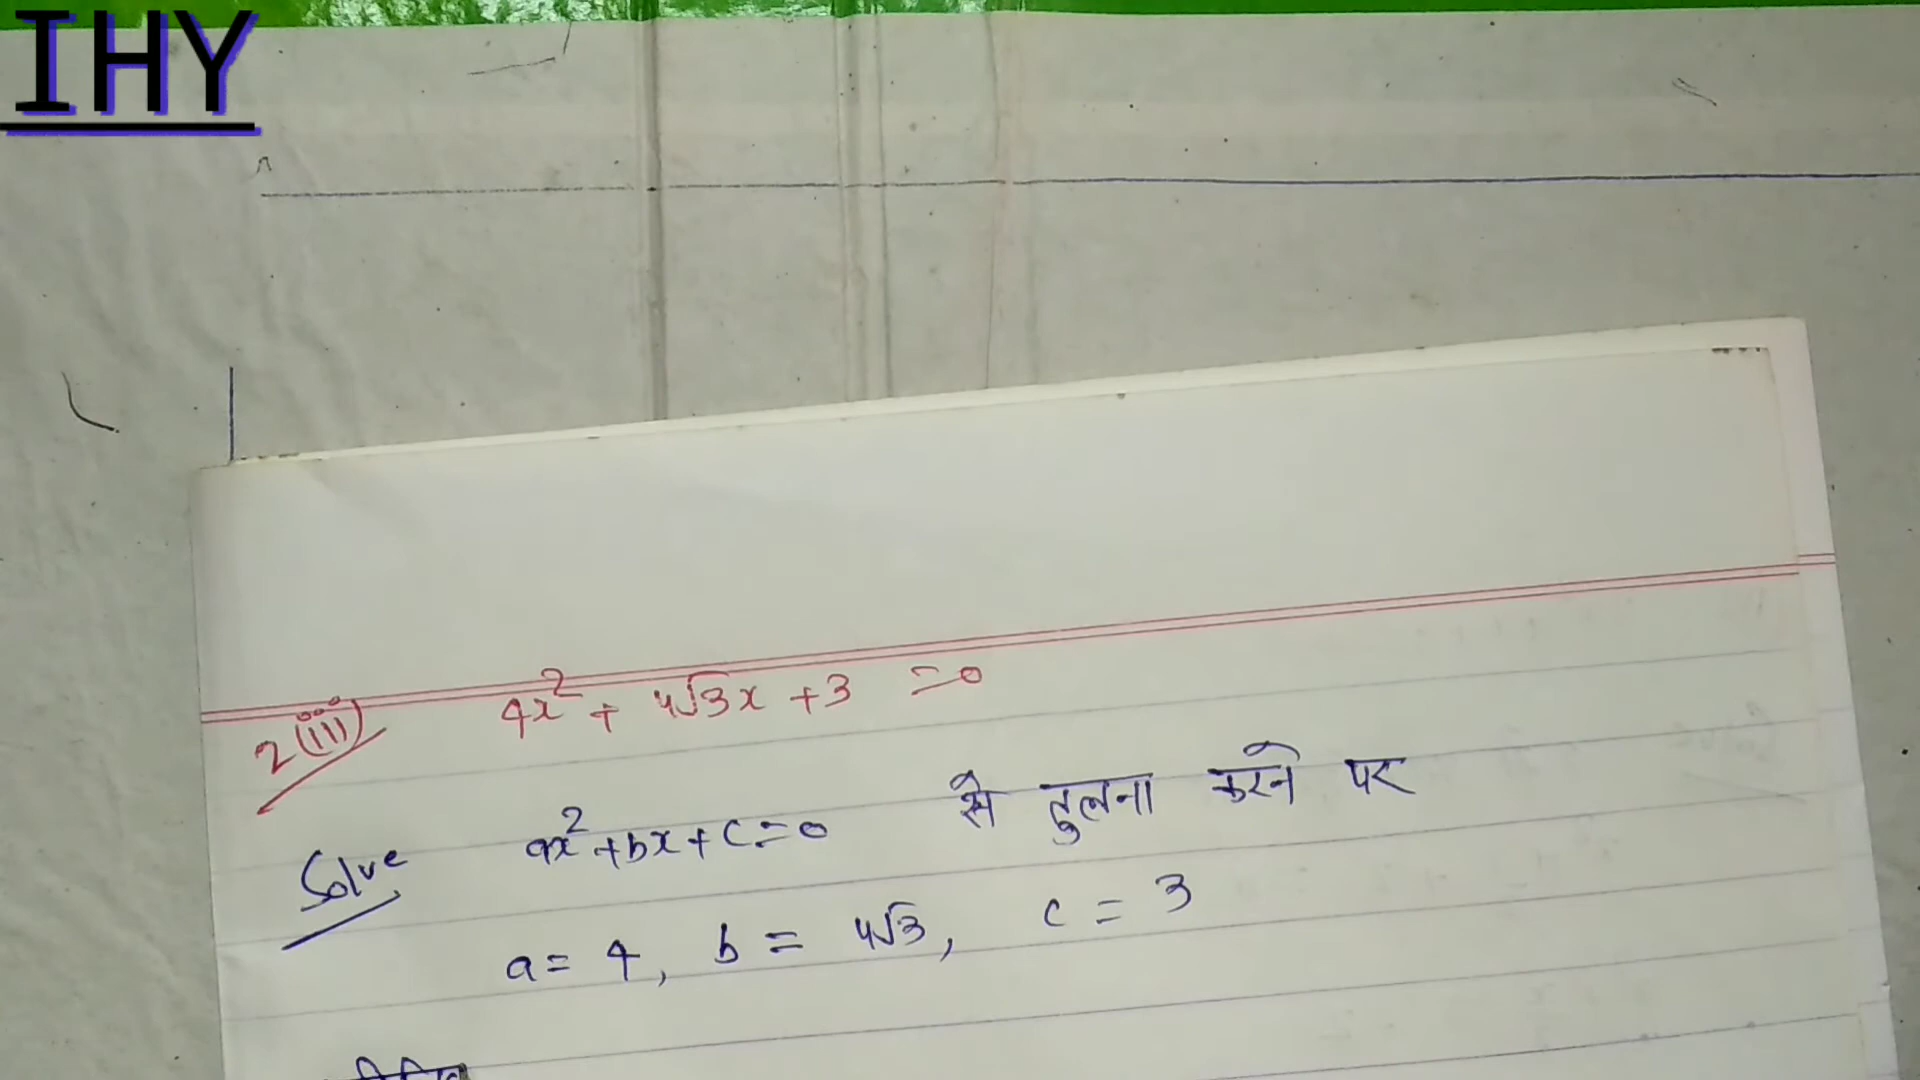 IHY
2(iii) 4x² + 4√3x + 3 = 0
Solve ax² + bx + c = 0 से तुलना करने पर
a = 4, b = 4√3, c = 3